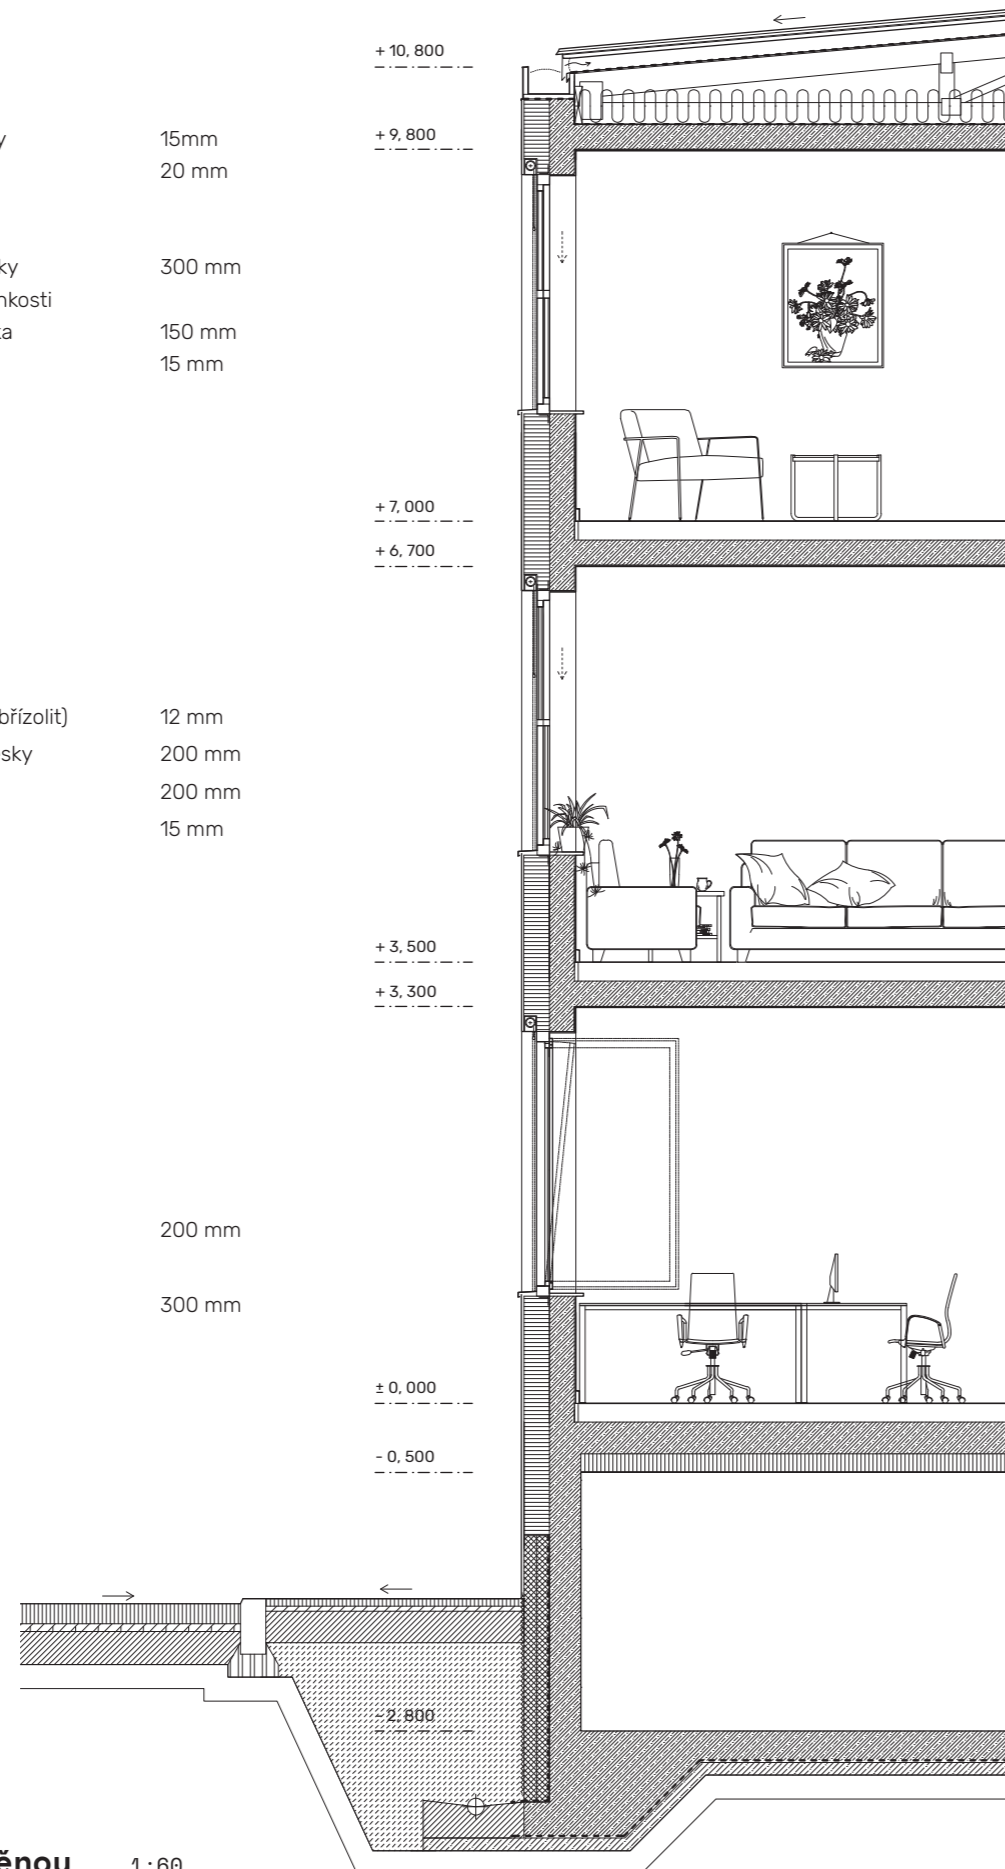 + 10, 800
y 15mm
+ 9, 800
20 mm
ky 300 mm
nkosti
ka 150 mm
15 mm
+ 7, 000
+ 6, 700
břízolit) 12 mm
sky 200 mm
200 mm
15 mm
+ 3, 500
+ 3, 300
200 mm
300 mm
± 0, 000
- 0, 500
- 2, 800
ěnou 1:60